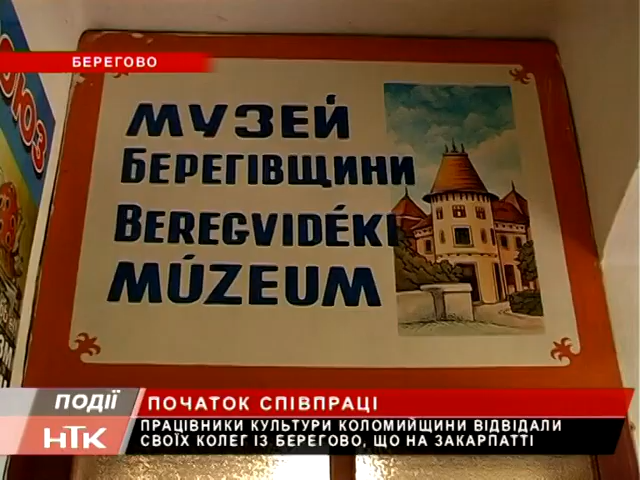 БЕРЕГОВО
МУЗЕЙ
БЕРЕГІВЩИНИ
BEREGVIDÉKI
MÚZEUM
ПОДІЇ
ПОЧАТОК СПІВПРАЦІ
НТК
ПРАЦІВНИКИ КУЛЬТУРИ КОЛОМИЙЩИНИ ВІДВІДАЛИ
СВОЇХ КОЛЕГ ІЗ БЕРЕГОВО, ЩО НА ЗАКАРПАТТІ